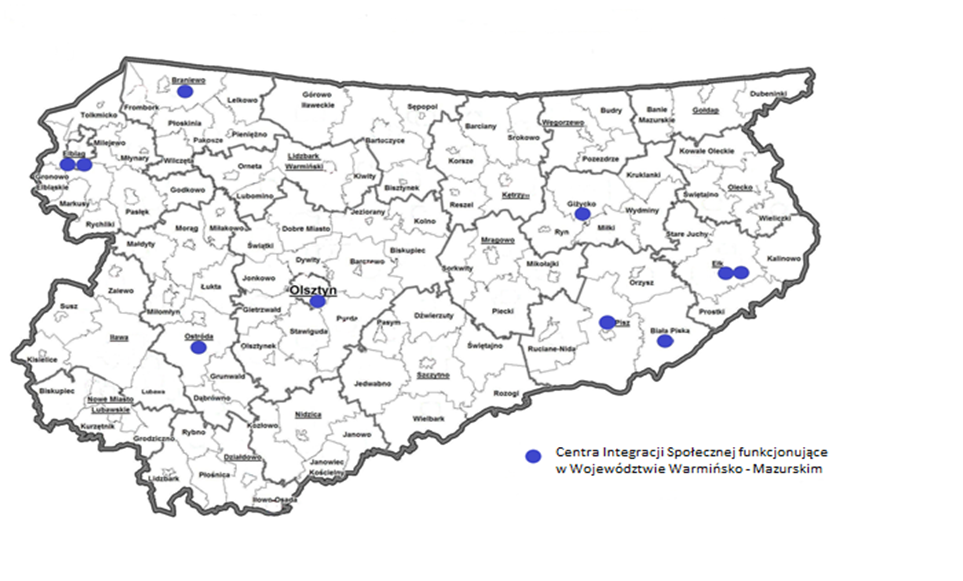 Braniewo
Frombork
Lelkowo
Tolkmicko
Płoskinia
Pieniężno
Górowo
Iławeckie
Sępopol
Bartoszyce
Barciany
Srokowo
Węgorzewo
Budry
Banie
Mazurskie
Gołdap
Dubeninki
Milejewo
Elbląg
Młynary
Wilczęta
Gronowo
Elbląskie
Markusy
Pasłęk
Rychliki
Godkowo
Orneta
Lidzbark
Warmiński
Kiwity
Lubomino
Bisztynek
Korsze
Reszel
Pozezdrze
Kruklanki
Giżycko
Wydminy
Ryn
Miłki
Kowale Oleckie
Świętajno
Olecko
Wieliczki
Stare Juchy
Ełk
Kalinowo
Prostki
Małdyty
Morąg
Miłakowo
Dobre Miasto
Jeziorany
Kolno
Świątki
Dywity
Barczewo
Biskupiec
Mrągowo
Sorkwity
Mikołajki
Piecki
Orzysz
Pisz
Biała Piska
Ruciane-Nida
Susz
Zalewo
Miłomłyn
Łukta
Jonkowo
Gietrzwałd
Olsztyn
Stawiguda
Purda
Pasym
Dźwierzuty
Szczytno
Świętajno
Jedwabno
Rozogi
Wielbark
Iława
Ostróda
Olsztynek
Kisielice
Biskupiec
Nowe Miasto
Lubawskie
Kurzętnik
Grunwald
Dąbrówno
Grodziczno
Rybno
Działdowo
Płośnica
Lidzbark
Iłowo-Osada
Kozłowo
Nidzica
Janowo
Janowiec
Kościelny
Centra Integracji Społecznej funkcjonujące
w Województwie Warmińsko - Mazurskim